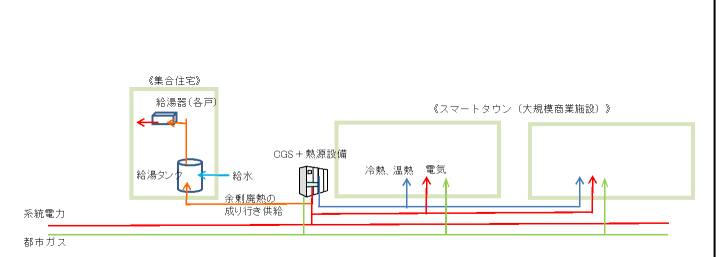 《集合住宅》
給湯器(各戸)
《スマートタウン（大規模商業施設）》
CGS＋熱源設備
給湯タンク
給水
冷熱、温熱
電気
余剰廃熱の
成り行き供給
系統電力
都市ガス